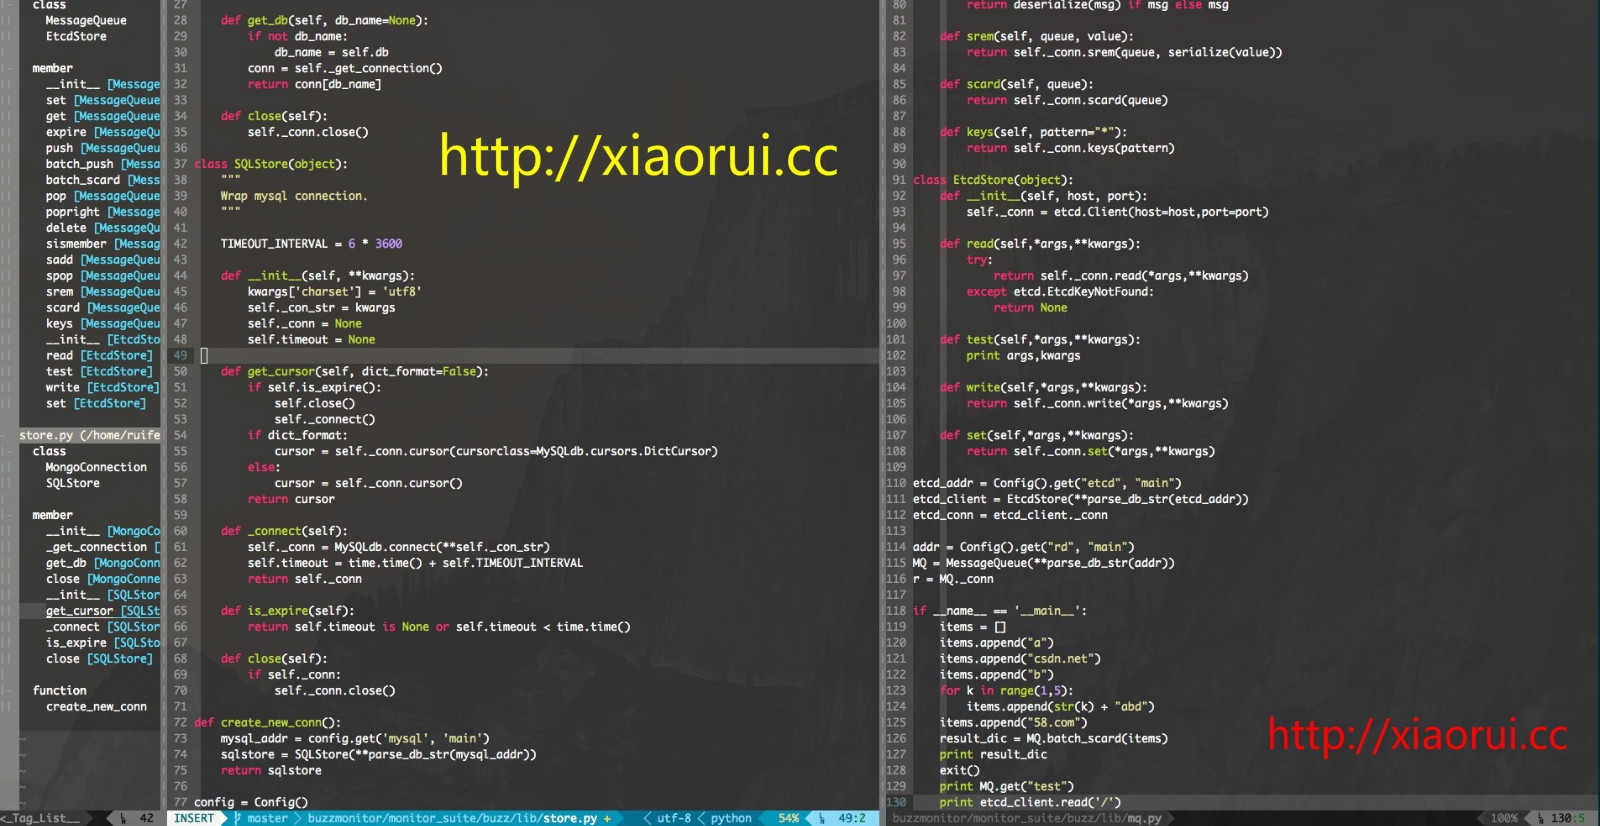 class
MessageQueue
EtcdStore
member
__init__ [Message
set [MessageQueue
get [MessageQueue
expire [MessageQu
push [MessageQueu
batch_push [Messa
batch_scard [Mess
pop [MessageQueue
popright [Message
delete [MessageQu
sismember [Messag
sadd [MessageQueu
spop [MessageQueu
srem [MessageQueu
scard [MessageQue
keys [MessageQueu
__init__ [EtcdSto
read [EtcdStore]
test [EtcdStore]
write [EtcdStore]
set [EtcdStore]
store.py (/home/ruife
class
MongoConnection
SQLStore
member
__init__ [MongoCo
_get_connection [
get_db [MongoConn
close [MongoConne
__init__ [SQLStor
get_cursor [SQLSt
_connect [SQLStor
is_expire [SQLSto
close [SQLStore]
function
create_new_conn
<_Tag_List__ 42
27
28 def get_db(self, db_name=None):
29 if not db_name:
30 db_name = self.db
31 conn = self._get_connection()
32 return conn[db_name]
33
34 def close(self):
35 self._conn.close()
36
37 class SQLStore(object):
38 """
39 Wrap mysql connection.
40 """
41
42 TIMEOUT_INTERVAL = 6 * 3600
43
44 def __init__(self, **kwargs):
45 kwargs['charset'] = 'utf8'
46 self._con_str = kwargs
47 self._conn = None
48 self.timeout = None
49
50 def get_cursor(self, dict_format=False):
51 if self.is_expire():
52 self.close()
53 self._connect()
54 if dict_format:
55 cursor = self._conn.cursor(cursorclass=MySQLdb.cursors.DictCursor)
56 else:
57 cursor = self._conn.cursor()
58 return cursor
59
60 def _connect(self):
61 self._conn = MySQLdb.connect(**self._con_str)
62 self.timeout = time.time() + self.TIMEOUT_INTERVAL
63 return self._conn
64
65 def is_expire(self):
66 return self.timeout is None or self.timeout < time.time()
67
68 def close(self):
69 if self._conn:
70 self._conn.close()
71
72 def create_new_conn():
73 mysql_addr = config.get('mysql', 'main')
74 sqlstore = SQLStore(**parse_db_str(mysql_addr))
75 return sqlstore
76
77 config = Config()
INSERT master buzzmonitor/monitor_suite/buzz/lib/store.py + utf-8 python 54% 49:2
http://xiaorui.cc
80 return deserialize(msg) if msg else msg
81
82 def srem(self, queue, value):
83 return self._conn.srem(queue, serialize(value))
84
85 def scard(self, queue):
86 return self._conn.scard(queue)
87
88 def keys(self, pattern="*"):
89 return self._conn.keys(pattern)
90
91 class EtcdStore(object):
92 def __init__(self, host, port):
93 self._conn = etcd.Client(host=host,port=port)
94
95 def read(self,*args,**kwargs):
96 try:
97 return self._conn.read(*args,**kwargs)
98 except etcd.EtcdKeyNotFound:
99 return None
100
101 def test(self,*args,**kwargs):
102 print args,kwargs
103
104 def write(self,*args,**kwargs):
105 return self._conn.write(*args,**kwargs)
106
107 def set(self,*args,**kwargs):
108 return self._conn.set(*args,**kwargs)
109
110 etcd_addr = Config().get("etcd", "main")
111 etcd_client = EtcdStore(**parse_db_str(etcd_addr))
112 etcd_conn = etcd_client._conn
113
114 addr = Config().get("rd", "main")
115 MQ = MessageQueue(**parse_db_str(addr))
116 r = MQ._conn
117
118 if __name__ == '__main__':
119 items = []
120 items.append("a")
121 items.append("csdn.net")
122 items.append("b")
123 for k in range(1,5):
124 items.append(str(k) + "abd")
125 items.append("58.com")
126 result_dic = MQ.batch_scard(items)
127 print result_dic
128 exit()
129 print MQ.get("test")
130 print etcd_client.read('/')
buzzmonitor/monitor_suite/buzz/lib/mq.py 100% 130:5
http://xiaorui.cc